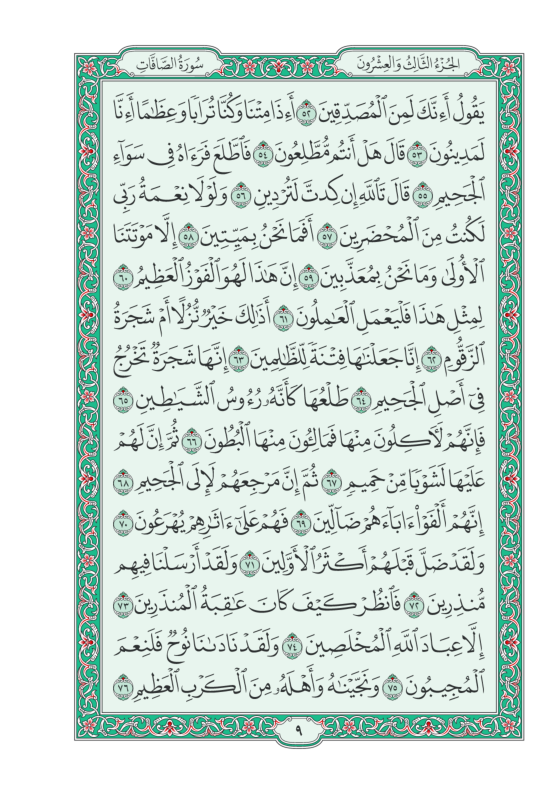 الجُزْءُ الثَّالِثُ وَالعِشْرُونَ
سُورَةُ الصَّافَّاتِ
يَقُولُ أَءِنَّكَ لَمِنَ ٱلْمُصَدِّقِينَ ٥٢ أَءِذَا مِتْنَا وَكُنَّا تُرَابًا وَعِظَٰمًا أَءِنَّا
لَمَدِينُونَ ٥٣ قَالَ هَلْ أَنتُم مُّطَّلِعُونَ ٥٤ فَٱطَّلَعَ فَرَءَاهُ فِى سَوَآءِ
ٱلْجَحِيمِ ٥٥ قَالَ تَٱللَّهِ إِن كِدتَّ لَتُرْدِينِ ٥٦ وَلَوْلَا نِعْمَةُ رَبِّى
لَكُنتُ مِنَ ٱلْمُحْضَرِينَ ٥٧ أَفَمَا نَحْنُ بِمَيِّتِينَ ٥٨ إِلَّا مَوْتَتَنَا
ٱلْأُولَىٰ وَمَا نَحْنُ بِمُعَذَّبِينَ ٥٩ إِنَّ هَٰذَا لَهُوَ ٱلْفَوْزُ ٱلْعَظِيمُ ٦٠
لِمِثْلِ هَٰذَا فَلْيَعْمَلِ ٱلْعَٰمِلُونَ ٦١ أَذَٰلِكَ خَيْرٌ نُّزُلًا أَمْ شَجَرَةُ
ٱلزَّقُّومِ ٦٢ إِنَّا جَعَلْنَٰهَا فِتْنَةً لِّلظَّٰلِمِينَ ٦٣ إِنَّهَا شَجَرَةٌ تَخْرُجُ
فِىٓ أَصْلِ ٱلْجَحِيمِ ٦٤ طَلْعُهَا كَأَنَّهُۥ رُءُوسُ ٱلشَّيَٰطِينِ ٦٥
فَإِنَّهُمْ لَءَاكِلُونَ مِنْهَا فَمَالِـُٔونَ مِنْهَا ٱلْبُطُونَ ٦٦ ثُمَّ إِنَّ لَهُمْ
عَلَيْهَا لَشَوْبًا مِّنْ حَمِيمٍ ٦٧ ثُمَّ إِنَّ مَرْجِعَهُمْ لَإِلَى ٱلْجَحِيمِ ٦٨
إِنَّهُمْ أَلْفَوْا۟ ءَابَآءَهُمْ ضَآلِّينَ ٦٩ فَهُمْ عَلَىٰٓ ءَاثَٰرِهِمْ يُهْرَعُونَ ٧٠
وَلَقَدْ ضَلَّ قَبْلَهُمْ أَكْثَرُ ٱلْأَوَّلِينَ ٧١ وَلَقَدْ أَرْسَلْنَا فِيهِم
مُّنذِرِينَ ٧٢ فَٱنظُرْ كَيْفَ كَانَ عَٰقِبَةُ ٱلْمُنذَرِينَ ٧٣
إِلَّا عِبَادَ ٱللَّهِ ٱلْمُخْلَصِينَ ٧٤ وَلَقَدْ نَادَىٰنَا نُوحٌ فَلَنِعْمَ
ٱلْمُجِيبُونَ ٧٥ وَنَجَّيْنَٰهُ وَأَهْلَهُۥ مِنَ ٱلْكَرْبِ ٱلْعَظِيمِ ٧٦
٩